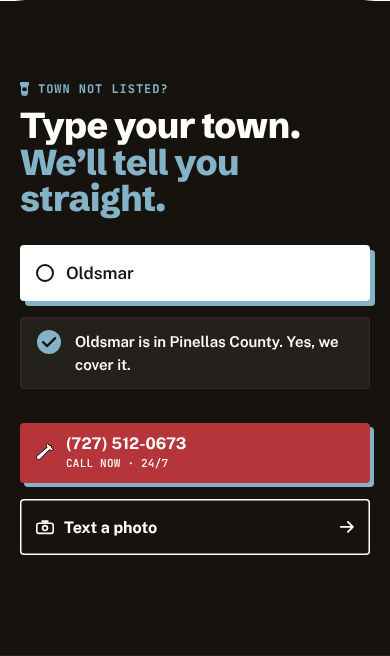 TOWN NOT LISTED?
Type your town.
We’ll tell you
straight.
Oldsmar
Oldsmar is in Pinellas County. Yes, we
cover it.
(727) 512-0673
CALL NOW · 24/7
Text a photo